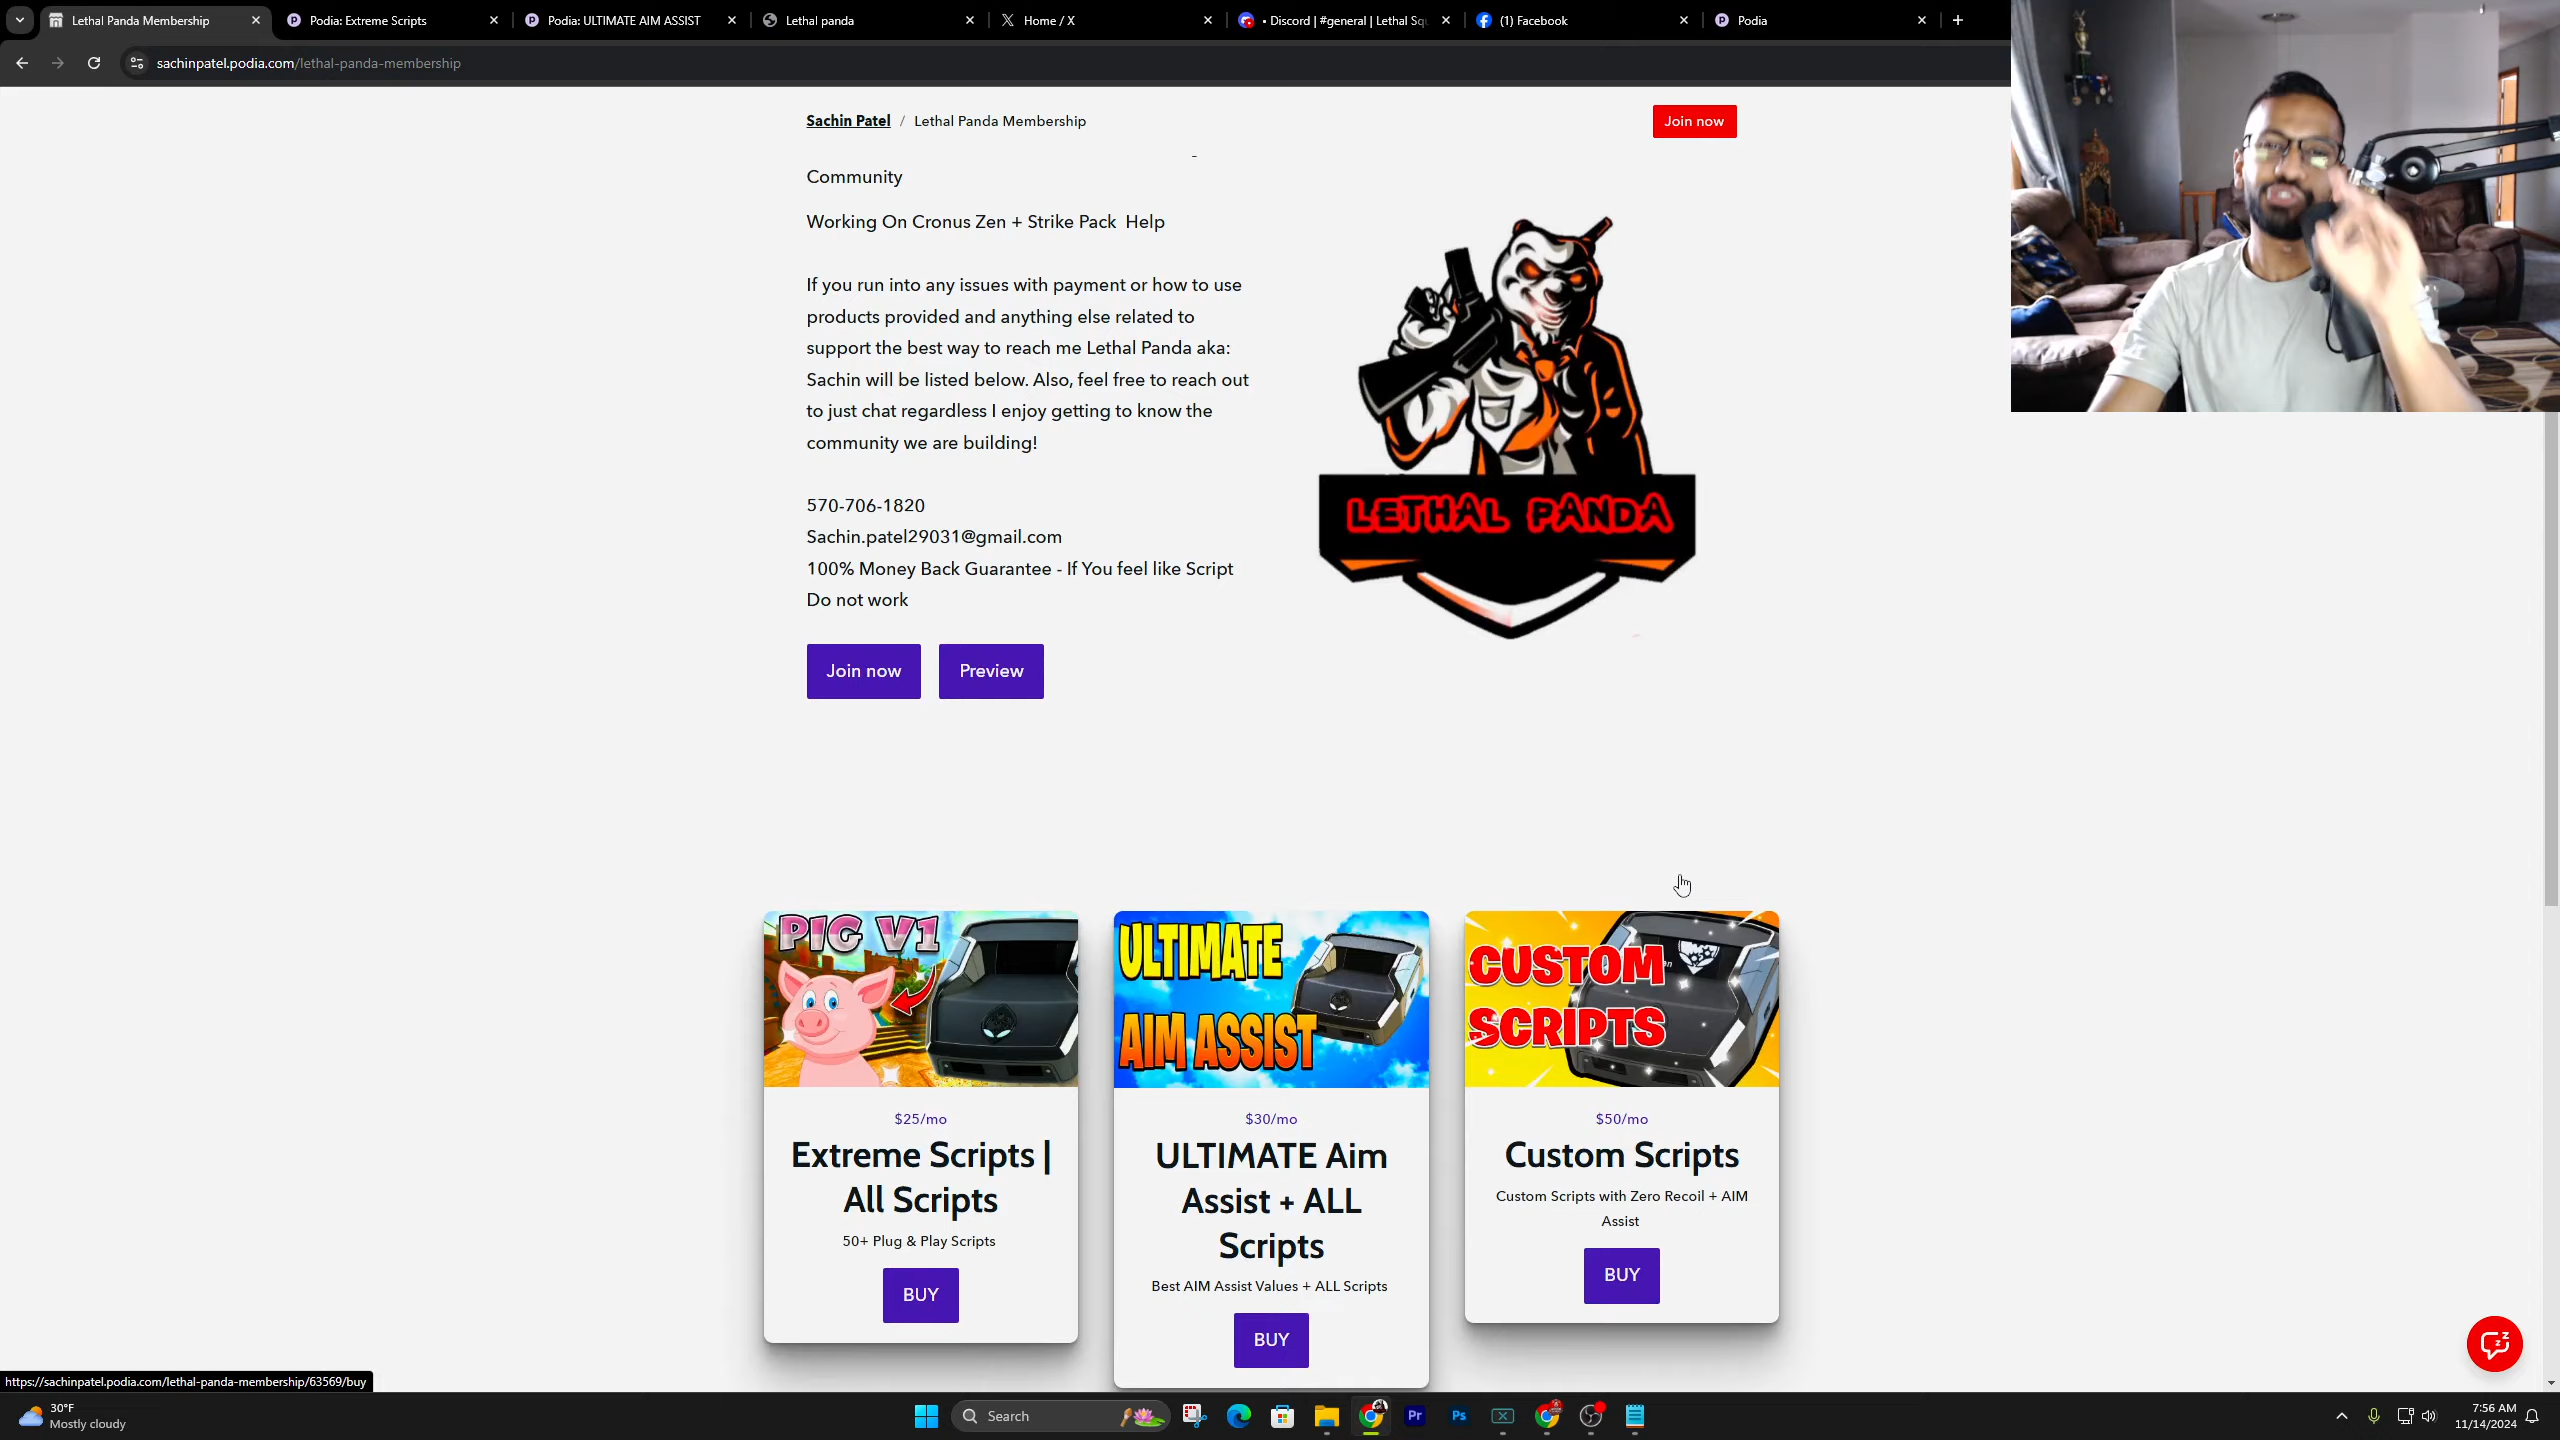 Lethal Panda Membership
Podia: Extreme Scripts
Podia: ULTIMATE AIM ASSIST
Lethal panda
Home / X
• Discord | #general | Lethal Squ
(1) Facebook
Podia
sachinpatel.podia.com/lethal-panda-membership
Sachin Patel / Lethal Panda Membership
Join now
-
Community
Working On Cronus Zen + Strike Pack Help
If you run into any issues with payment or how to use
products provided and anything else related to
support the best way to reach me Lethal Panda aka:
Sachin will be listed below. Also, feel free to reach out
to just chat regardless I enjoy getting to know the
community we are building!
570-706-1820
Sachin.patel29031@gmail.com
100% Money Back Guarantee - If You feel like Script
Do not work
Join now
Preview
LETHAL PANDA
PIG V1
$25/mo
Extreme Scripts |
All Scripts
50+ Plug & Play Scripts
BUY
ULTIMATE
AIM ASSIST
$30/mo
ULTIMATE Aim
Assist + ALL
Scripts
Best AIM Assist Values + ALL Scripts
BUY
CUSTOM
SCRIPTS
$50/mo
Custom Scripts
Custom Scripts with Zero Recoil + AIM
Assist
BUY
https://sachinpatel.podia.com/lethal-panda-membership/63569/buy
30°F
Mostly cloudy
Search
Pr
Ps
7:56 AM
11/14/2024